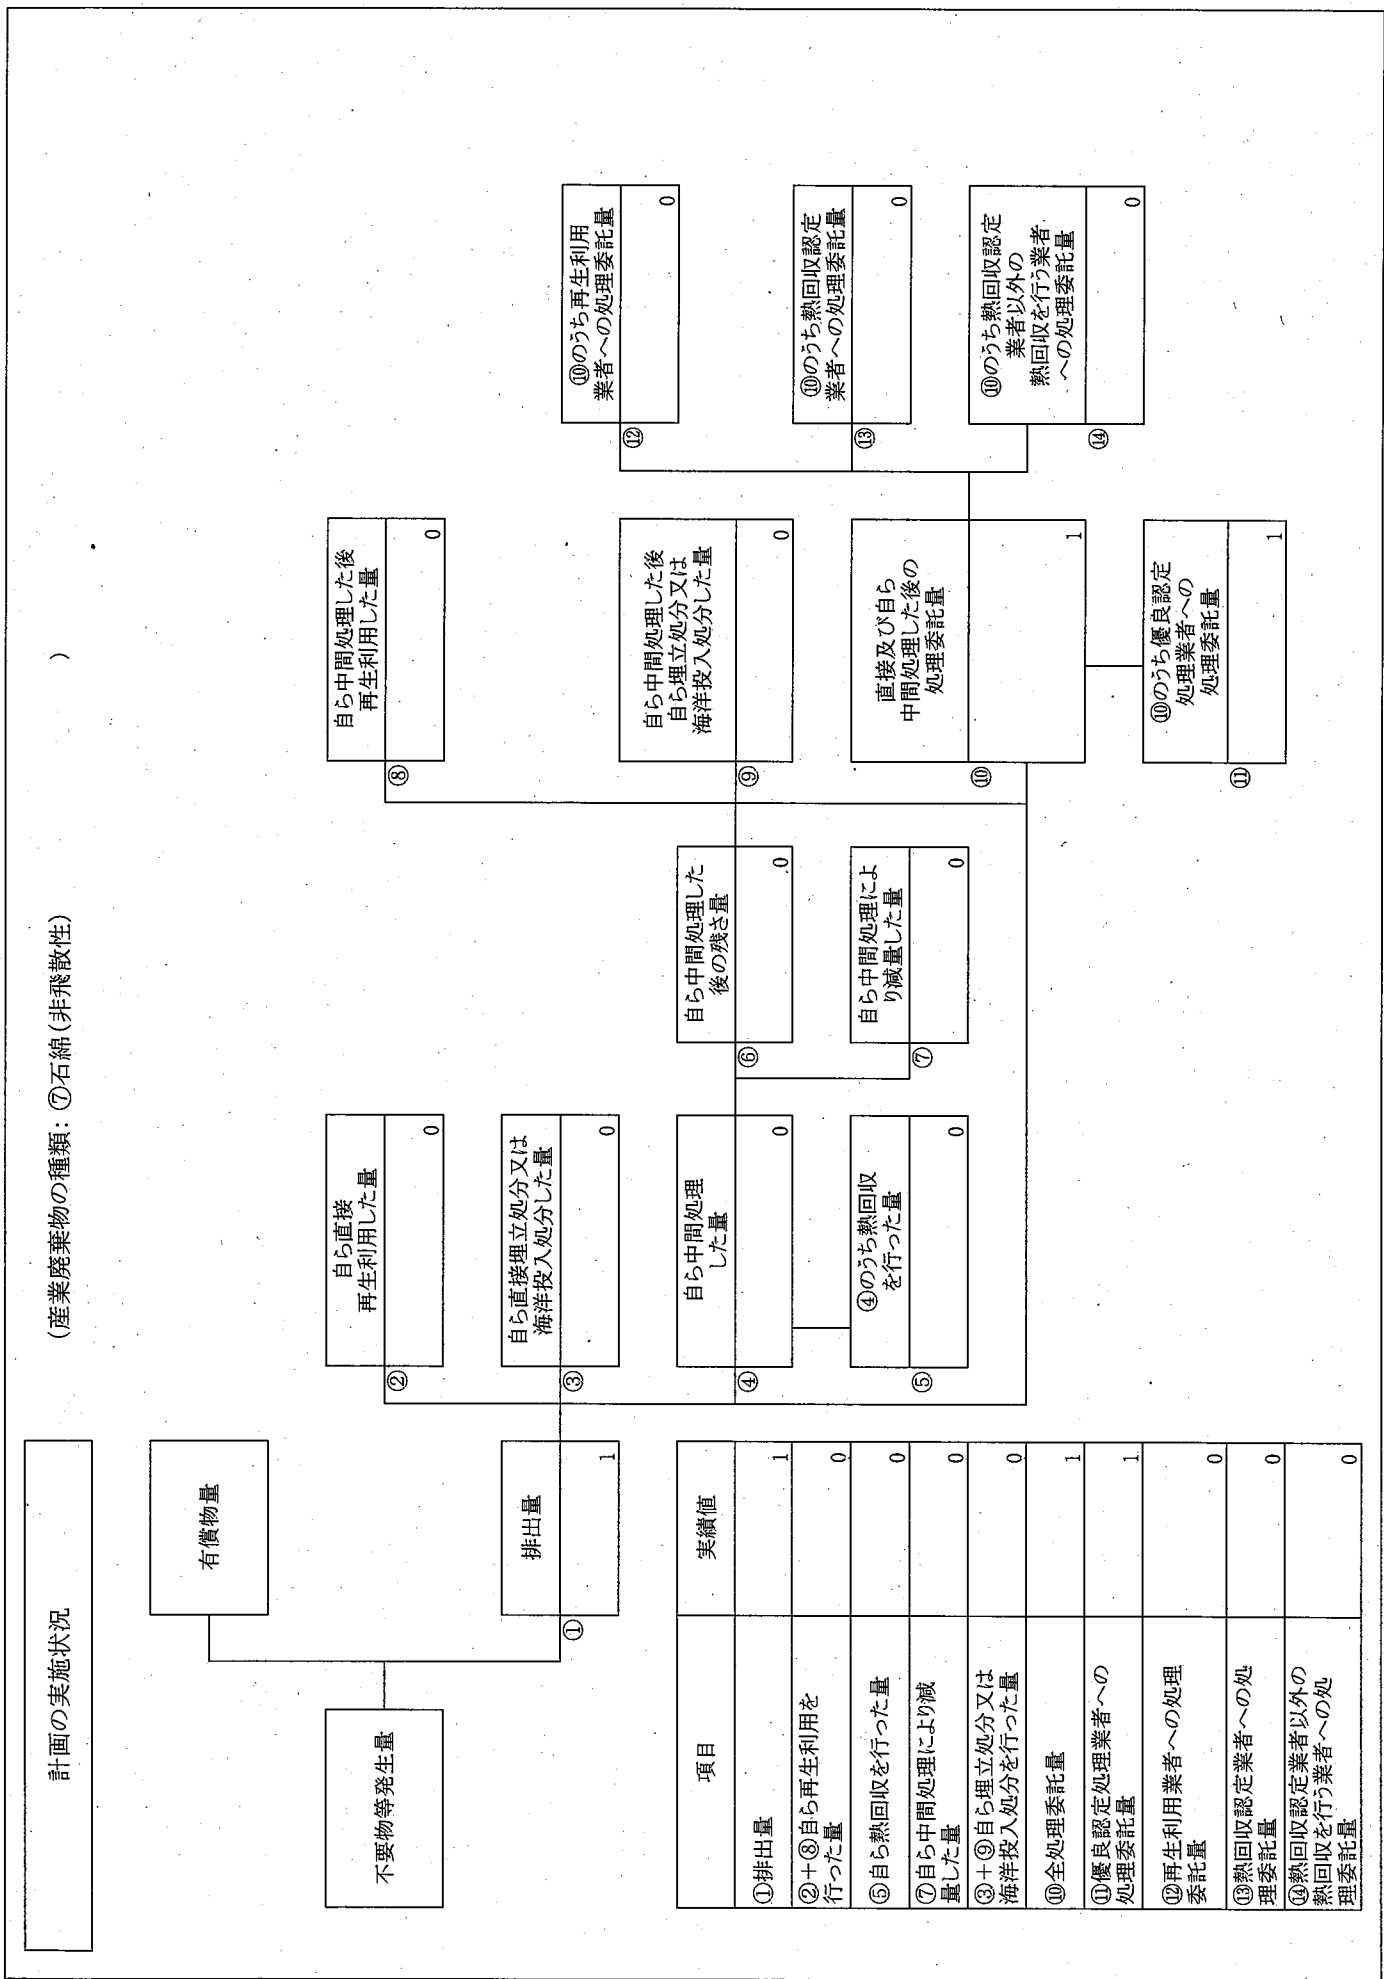 計画の実施状況
(産業廃棄物の種類：⑦石綿(非飛散性)
)
不要物等発生量
有償物量
①
排出量
1
②
自ら直接
再生利用した量
0
③
自ら直接埋立処分又は
海洋投入処分した量
0
④
自ら中間処理
した量
0
⑤
④のうち熱回収
を行った量
0
⑥
自ら中間処理した
後の残さ量
0
⑦
自ら中間処理によ
り減量した量
0
⑧
自ら中間処理した後
再生利用した量
0
⑨
自ら中間処理した後
自ら埋立処分又は
海洋投入処分した量
0
⑩
直接及び自ら
中間処理した後の
処理委託量
1
⑪
⑩のうち優良認定
処理業者への
処理委託量
1
⑫
⑩のうち再生利用
業者への処理委託量
0
⑬
⑩のうち熱回収認定
業者への処理委託量
0
⑭
⑩のうち熱回収認定
業者以外の
熱回収を行う業者
への処理委託量
0
項目 実績値
①排出量 1
②＋⑧自ら再生利用を
行った量 0
⑤自ら熱回収を行った量 0
⑦自ら中間処理により減
量した量 0
③＋⑨自ら埋立処分又は
海洋投入処分を行った量 0
⑩全処理委託量 1
⑪優良認定処理業者への
処理委託量 1
⑫再生利用業者への処理
委託量 0
⑬熱回収認定業者への処
理委託量 0
⑭熱回収認定業者以外の
熱回収を行う業者への処
理委託量 0